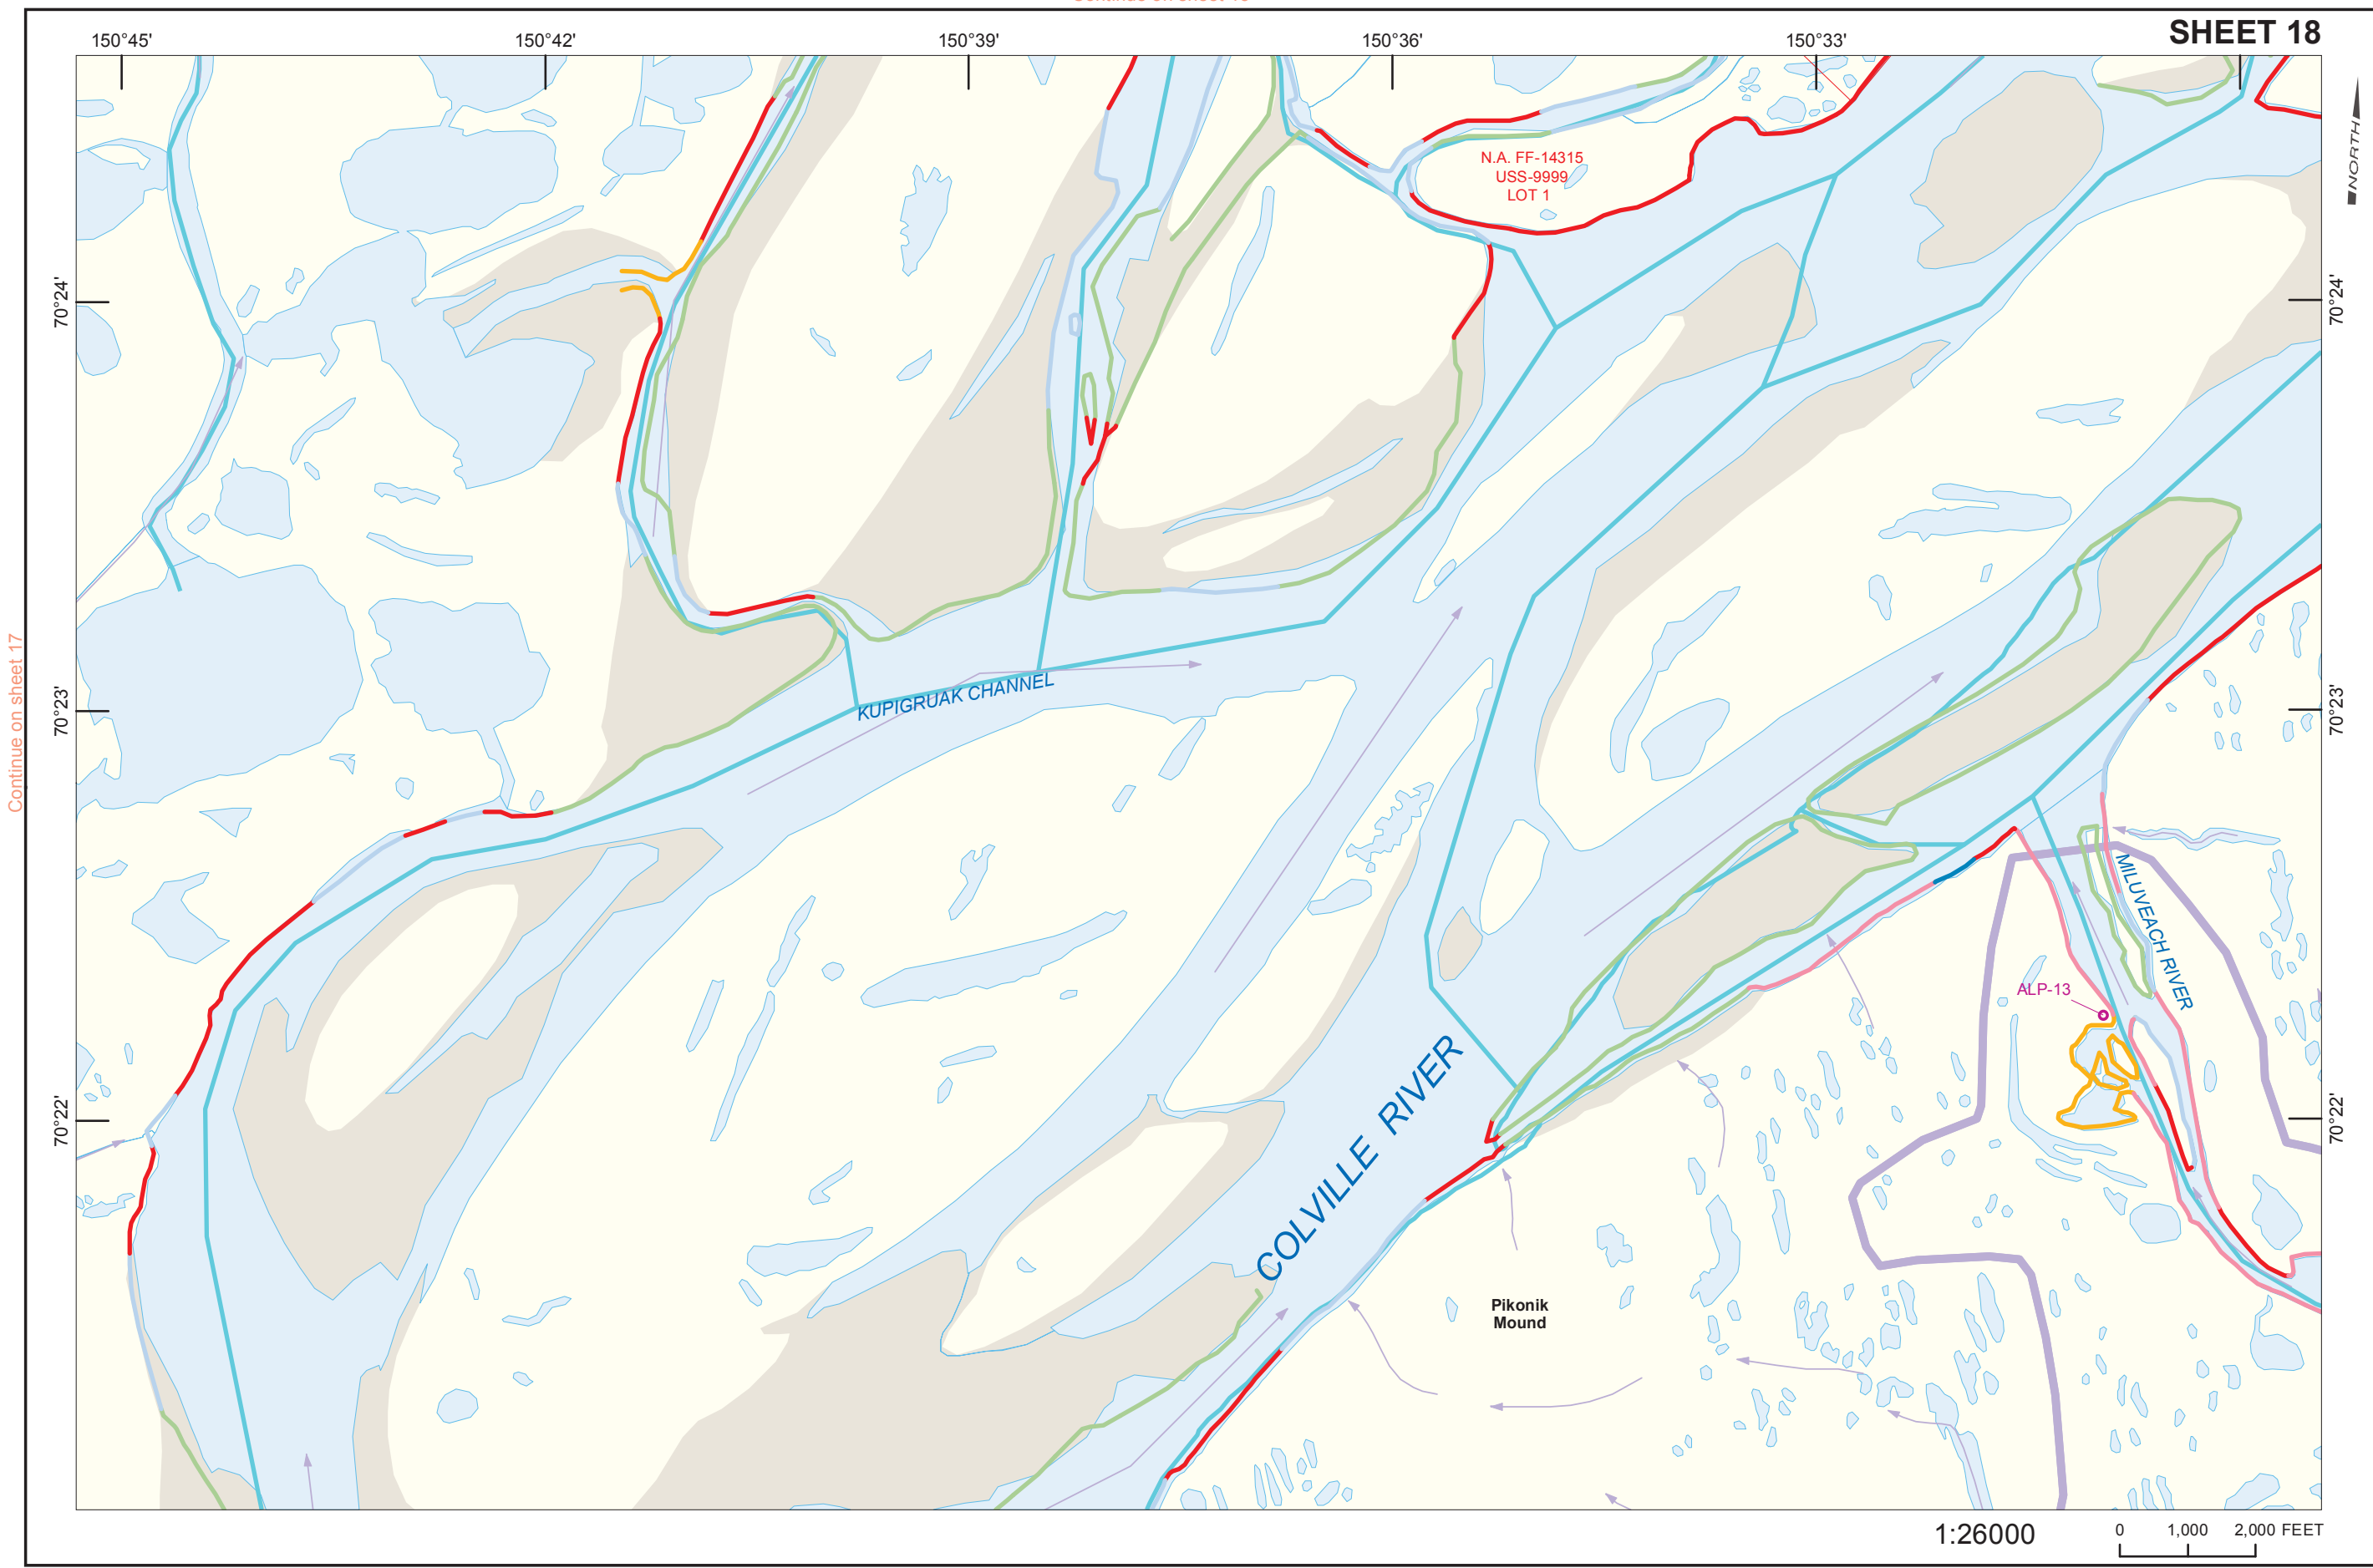 SHEET 18
150°45'
150°42'
150°39'
150°36'
150°33'
NORTH
N.A. FF-14315
USS-9999
LOT 1
70°24'
70°24'
Continue on sheet 17
70°23'
70°23'
KUPIGRUAK CHANNEL
MILUVEACH RIVER
ALP-13
70°22'
70°22'
COLVILLE RIVER
Pikonik
Mound
1:26000
0 1,000 2,000 FEET